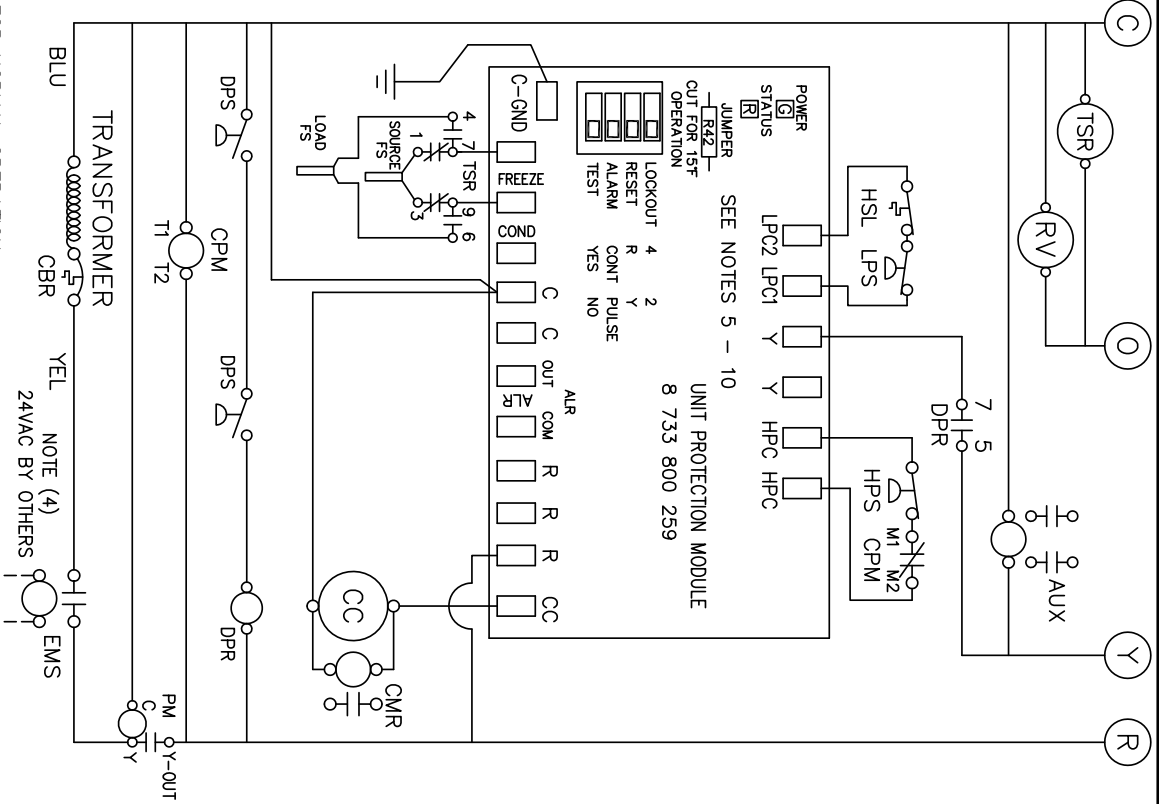 C
TSR
RV
O
Y
R
POWER
G
STATUS
R
JUMPER
R42
CUT FOR 15°F
OPERATION
C-GND
LOCKOUT 4 2
RESET R Y
ALARM CONT PULSE
TEST YES NO
SEE NOTES 5 - 10
UNIT PROTECTION MODULE
8 733 800 259
HSL
LPS
LPC2
LPC1
Y
Y
HPC
HPC
7
5
DPR
HPS
M1
M2
CPM
AUX
4
7
TSR
1
SOURCE
FS
LOAD
FS
3
9
6
FREEZE
COND
C
C
OUT
ALR
ALR
COM
R
R
R
CC
CC
CMR
DPS
DPS
DPR
CPM
T1
T2
BLU
TRANSFORMER
CBR
YEL
NOTE (4)
24VAC BY OTHERS
EMS
PM
C
Y
Y-OUT